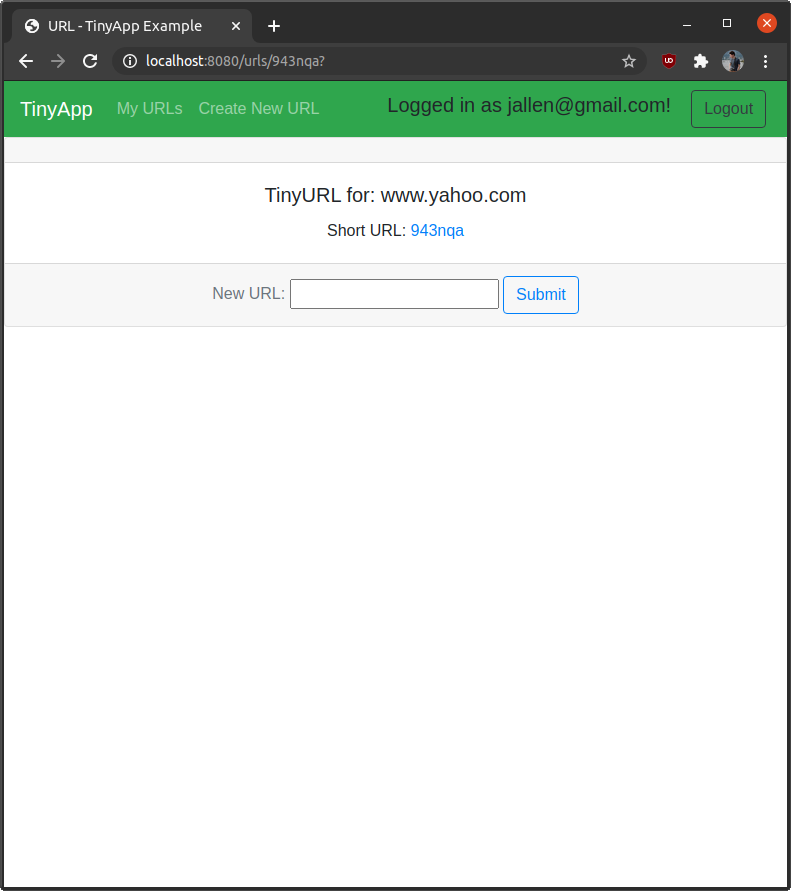 URL - TinyApp Example
localhost:8080/urls/943nqa?
TinyApp My URLs Create New URL Logged in as jallen@gmail.com! Logout
TinyURL for: www.yahoo.com
Short URL: 943nqa
New URL: Submit